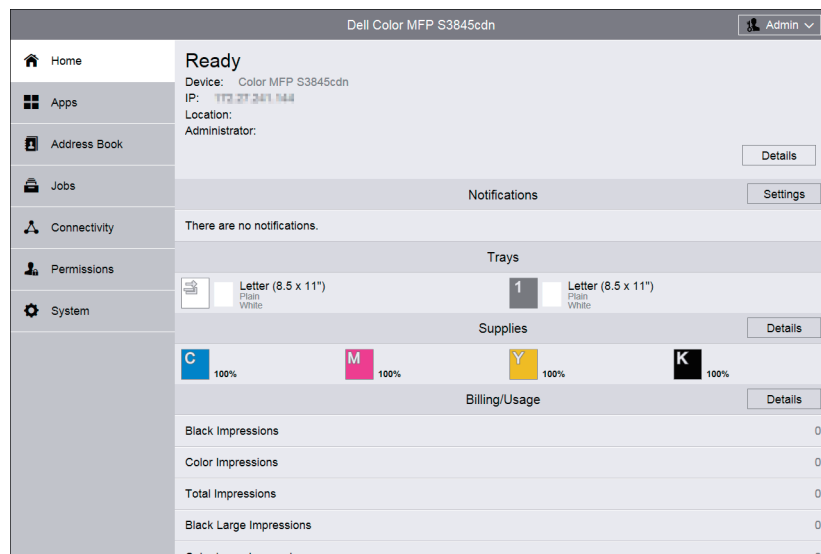 Dell Color MFP S3845cdn
Admin
Home
Apps
Address Book
Jobs
Connectivity
Permissions
System
Ready
Device: Color MFP S3845cdn
IP:
Location:
Administrator:
Details
Notifications
Settings
There are no notifications.
Trays
Letter (8.5 x 11")
Plain
White
1
Letter (8.5 x 11")
Plain
White
Supplies
Details
C 100%
M 100%
Y 100%
K 100%
Billing/Usage
Details
Black Impressions 0
Color Impressions 0
Total Impressions 0
Black Large Impressions 0